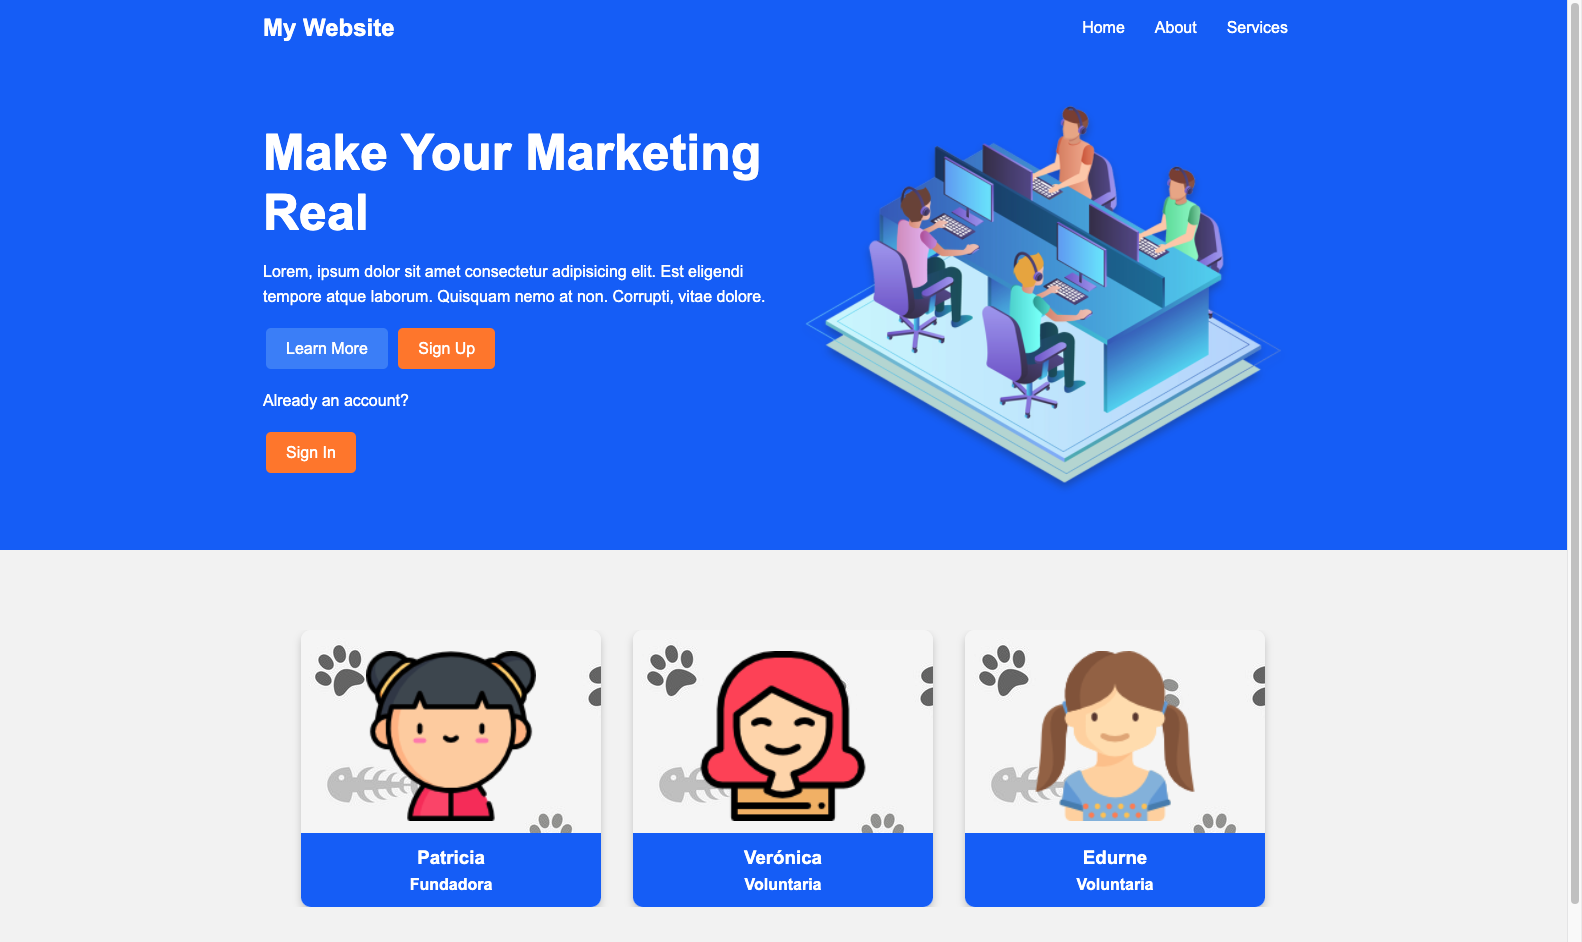 My Website
Home About Services
Make Your Marketing
Real
Lorem, ipsum dolor sit amet consectetur adipisicing elit. Est eligendi
tempore atque laborum. Quisquam nemo at non. Corrupti, vitae dolore.
Learn More Sign Up
Already an account?
Sign In
Patricia
Fundadora
Verónica
Voluntaria
Edurne
Voluntaria